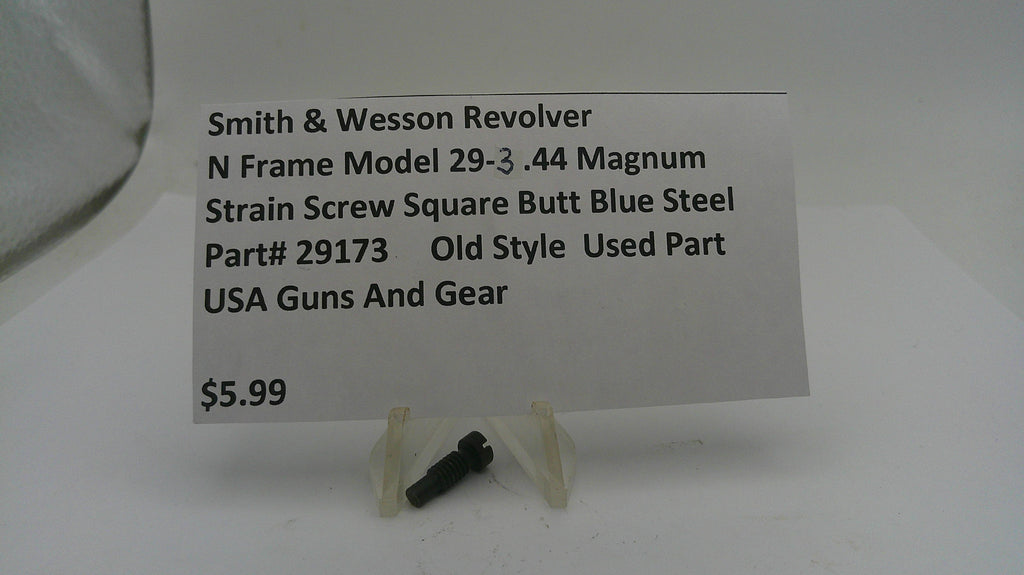 Smith & Wesson Revolver
N Frame Model 29-3 .44 Magnum
Strain Screw Square Butt Blue Steel
Part# 29173 Old Style Used Part
USA Guns And Gear
$5.99